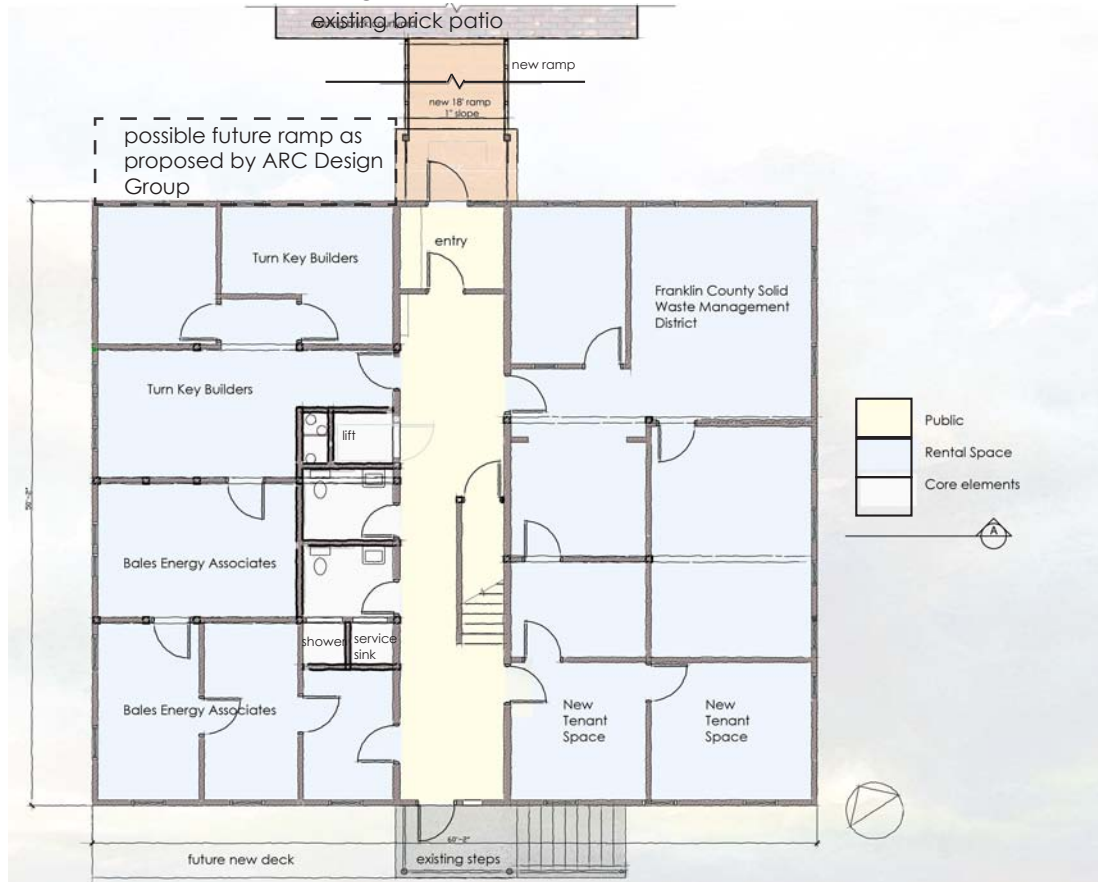 existing brick patio
new ramp
new 18' ramp
1" slope
possible future ramp as
proposed by ARC Design
Group
entry
Turn Key Builders
Franklin County Solid
Waste Management
District
Turn Key Builders
lift
Public
Rental Space
Core elements
A
Bales Energy Associates
shower
service
sink
Bales Energy Associates
New
Tenant
Space
New
Tenant
Space
60'-2"
future new deck
existing steps